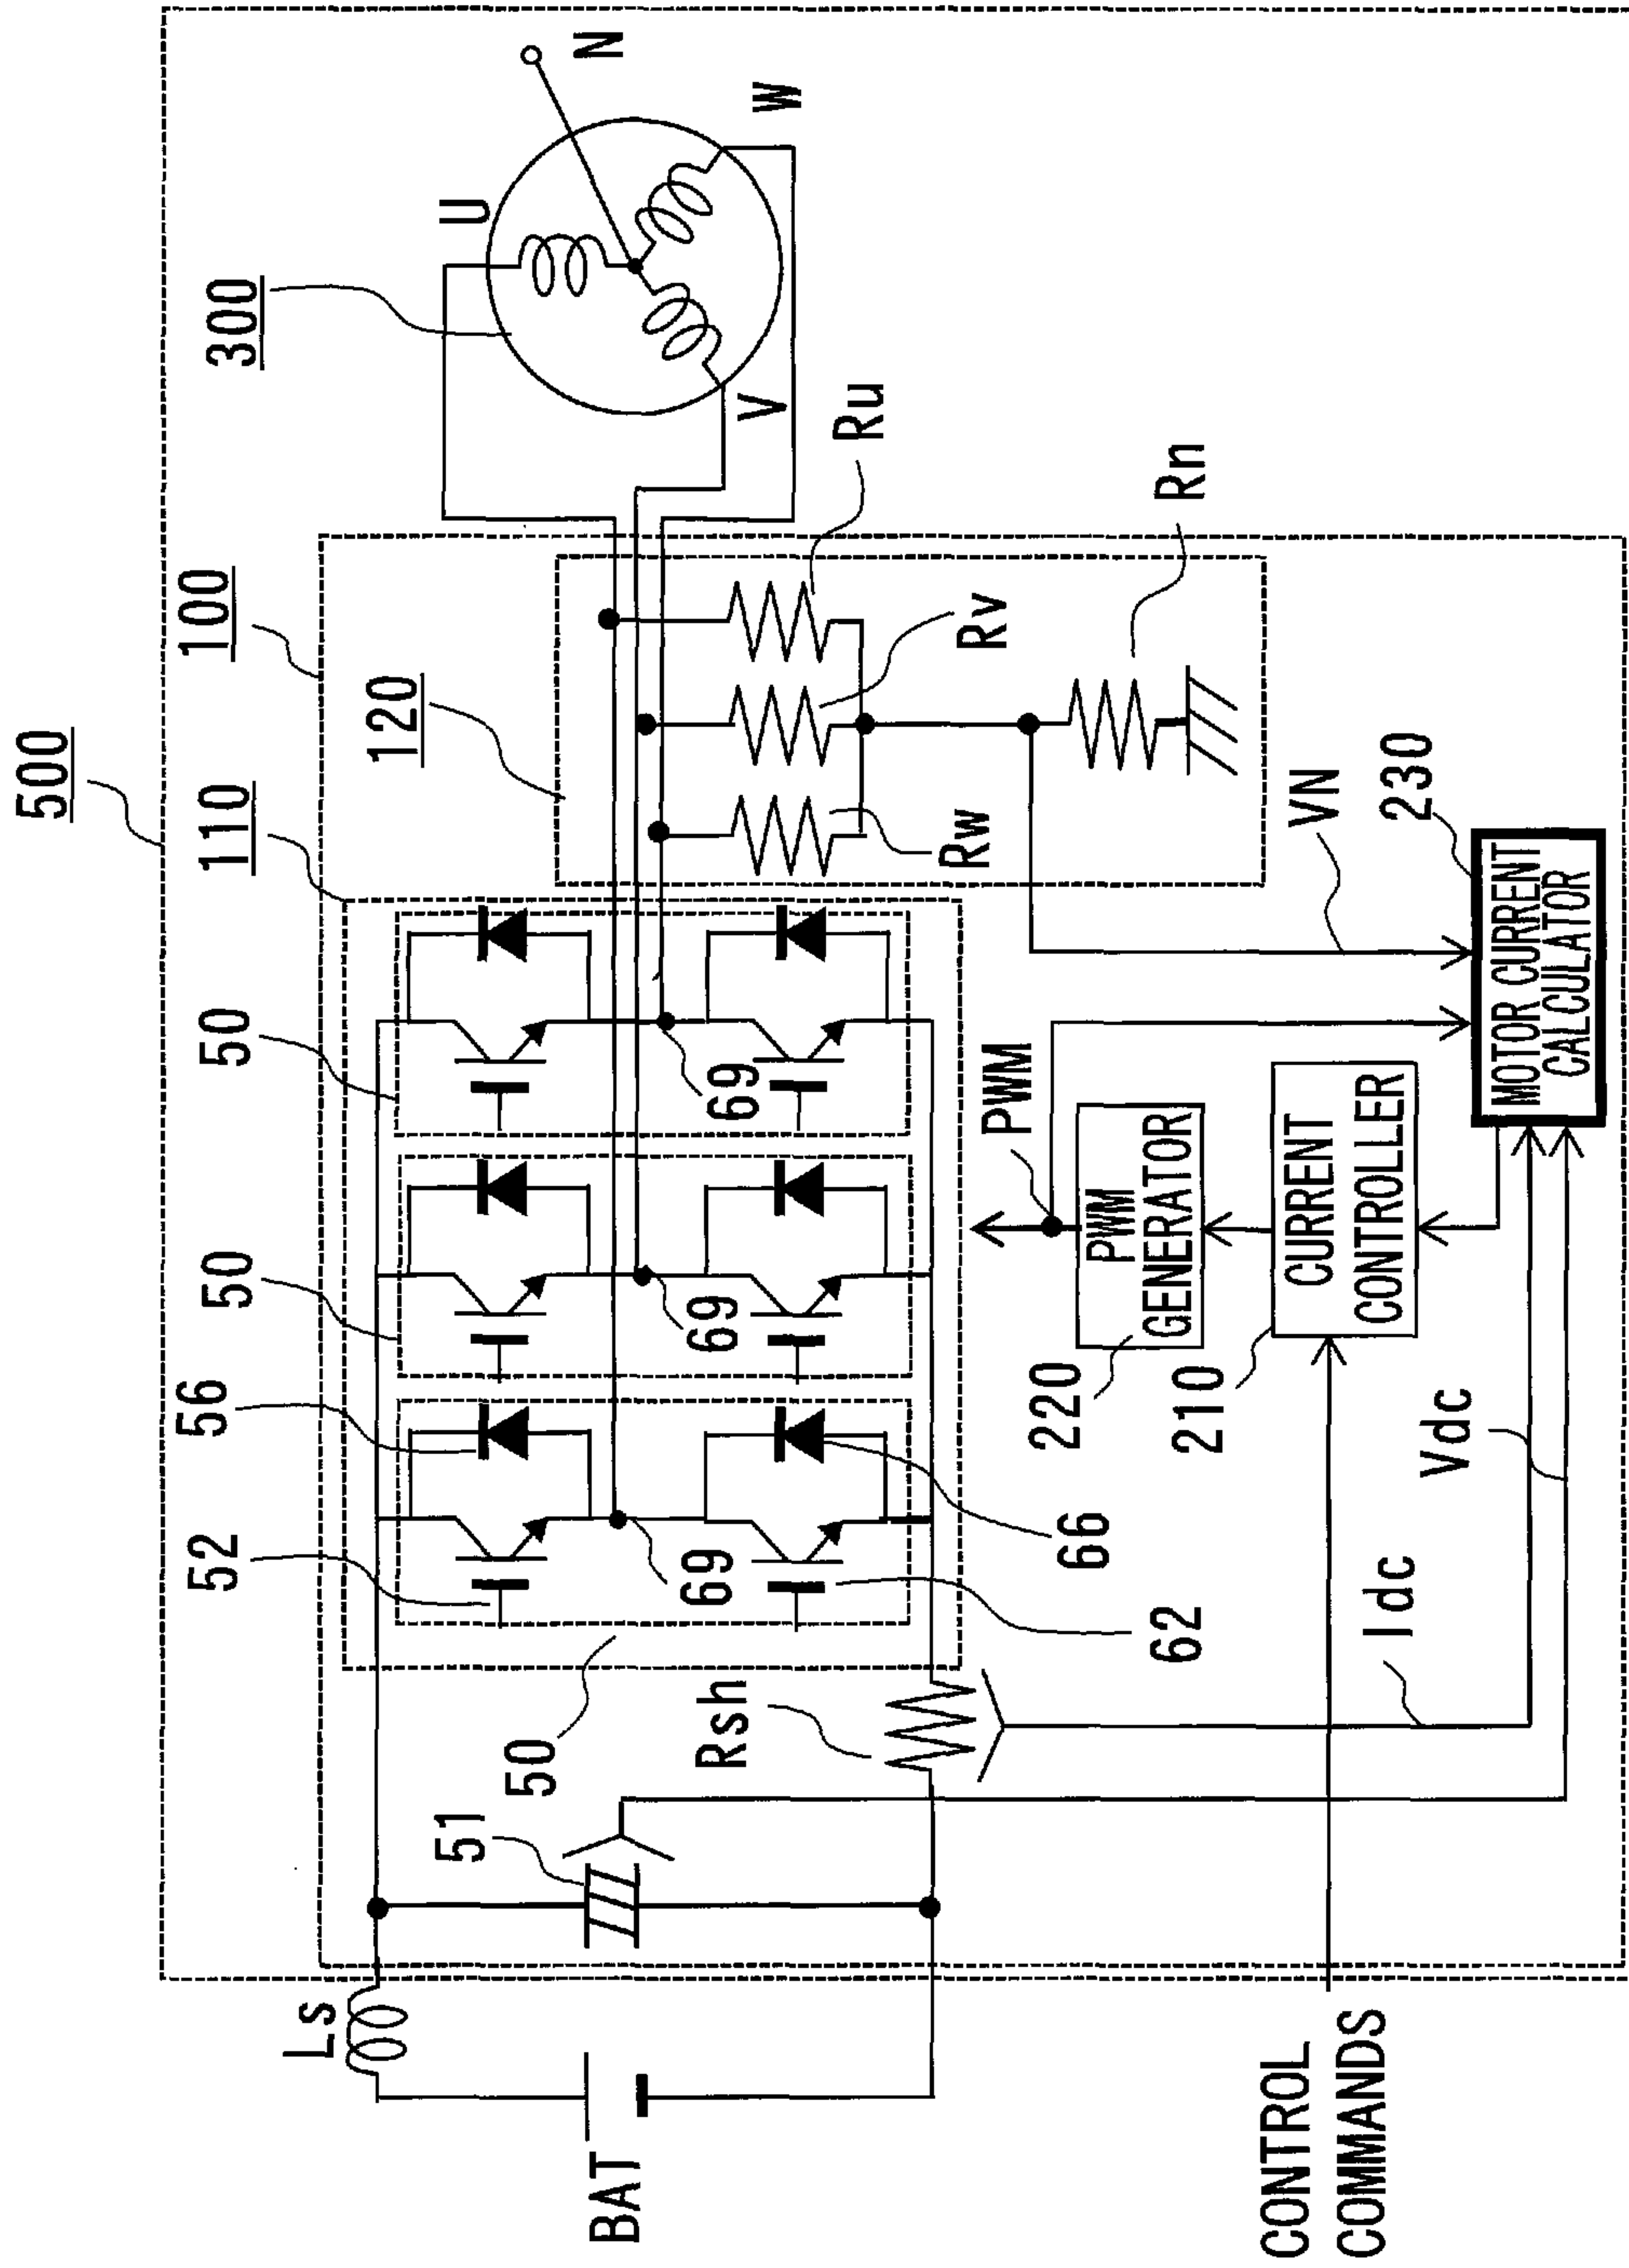 500
100
110
120
300
U
N
W
V
50
50
56
52
69
69
69
62
66
50
51
Ls
BAT
Rsh
Ru
Rv
Rw
Rn
VN
PWM
PWM
GENERATOR
220
CURRENT
CONTROLLER
210
MOTOR CURRENT
CALCULATOR
230
Vdc
Idc
CONTROL
COMMANDS